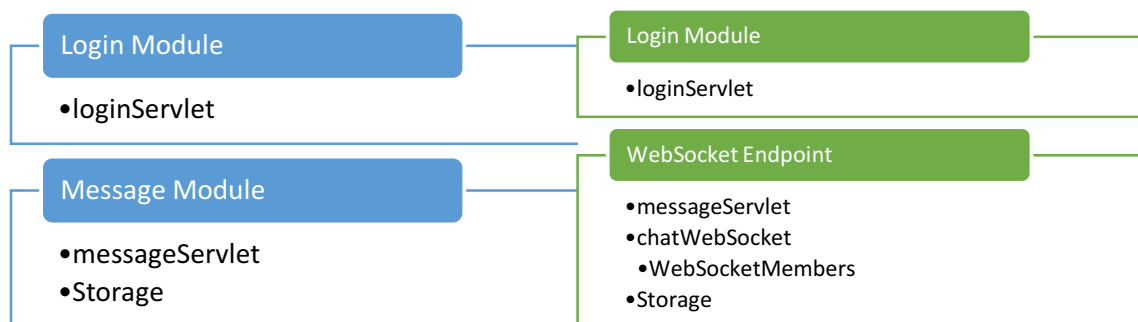 Login Module
•loginServlet
Message Module
•messageServlet
•Storage
Login Module
•loginServlet
WebSocket Endpoint
•messageServlet
•chatWebSocket
•WebSocketMembers
•Storage